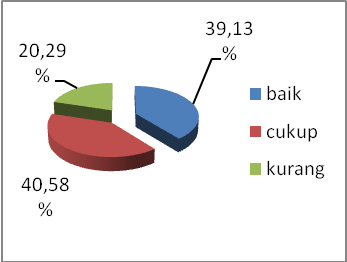 39,13
%
20,29
%
40,58
%
baik
cukup
kurang